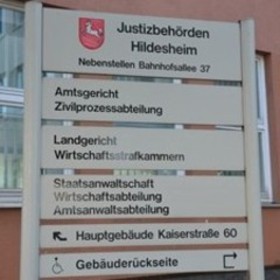 Justizbehörden
Hildesheim
Nebenstellen Bahnhofsallee 37
Amtsgericht
Zivilprozessabteilung
Landgericht
Wirtschaftsstrafkammern
Staatsanwaltschaft
Wirtschaftsabteilung
Amtsanwaltsabteilung
Hauptgebäude Kaiserstraße 60
Gebäuderückseite